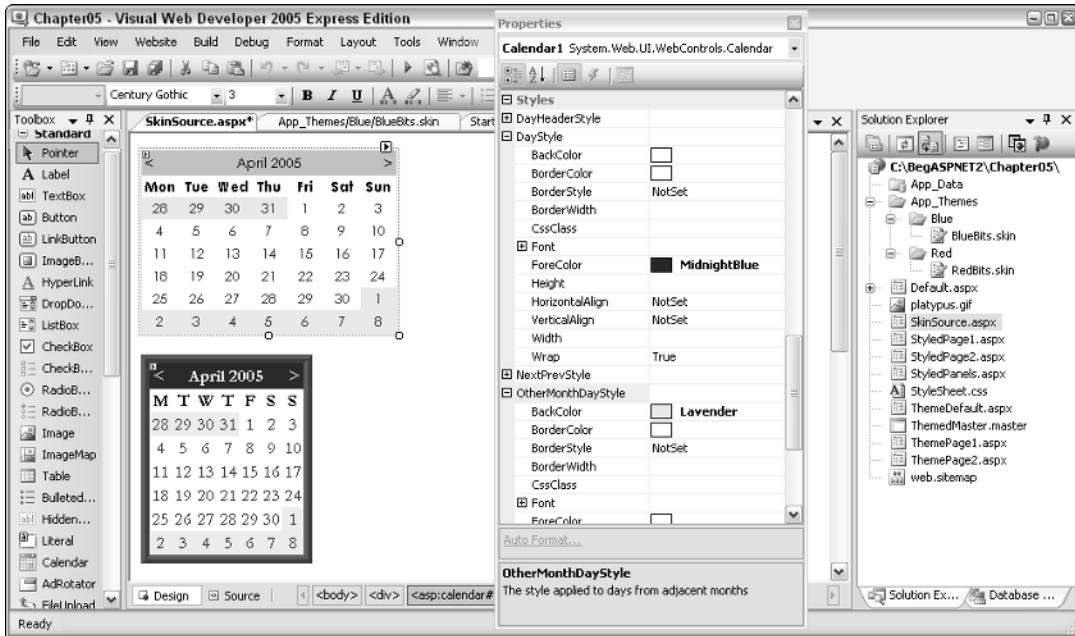 Chapter05 - Visual Web Developer 2005 Express Edition
File Edit View Website Build Debug Format Layout Tools Window
Century Gothic 3 B I U A
Toolbox
Standard
Pointer
A Label
abl TextBox
ab Button
ab LinkButton
ImageB...
A HyperLink
DropDo...
ListBox
CheckBox
CheckB...
RadioB...
RadioB...
Image
ImageMap
Table
Bulleted...
abl Hidden...
Literal
Calendar
AdRotator
FileUpload
SkinSource.aspx* App_Themes/Blue/BlueBits.skin Start
< April 2005 >
Mon Tue Wed Thu Fri Sat Sun
28 29 30 31 1 2 3
4 5 6 7 8 9 10
11 12 13 14 15 16 17
18 19 20 21 22 23 24
25 26 27 28 29 30 1
2 3 4 5 6 7 8
< April 2005 >
M T W T F S S
28 29 30 31 1 2 3
4 5 6 7 8 9 10
11 12 13 14 15 16 17
18 19 20 21 22 23 24
25 26 27 28 29 30 1
2 3 4 5 6 7 8
Design Source <body> <div> <asp:calendar#
Ready
Properties
Calendar1 System.Web.UI.WebControls.Calendar
Styles
DayHeaderStyle
DayStyle
BackColor
BorderColor
BorderStyle NotSet
BorderWidth
CssClass
Font
ForeColor MidnightBlue
Height
HorizontalAlign NotSet
VerticalAlign NotSet
Width
Wrap True
NextPrevStyle
OtherMonthDayStyle
BackColor Lavender
BorderColor
BorderStyle NotSet
BorderWidth
CssClass
Font
ForeColor
Auto Format...
OtherMonthDayStyle
The style applied to days from adjacent months
Solution Explorer
C:\BegASPNET2\Chapter05\
App_Data
App_Themes
Blue
BlueBits.skin
Red
RedBits.skin
Default.aspx
platypus.gif
SkinSource.aspx
StyledPage1.aspx
StyledPage2.aspx
StyledPanels.aspx
StyleSheet.css
ThemeDefault.aspx
ThemedMaster.master
ThemePage1.aspx
ThemePage2.aspx
web.sitemap
Solution Ex... Database ...